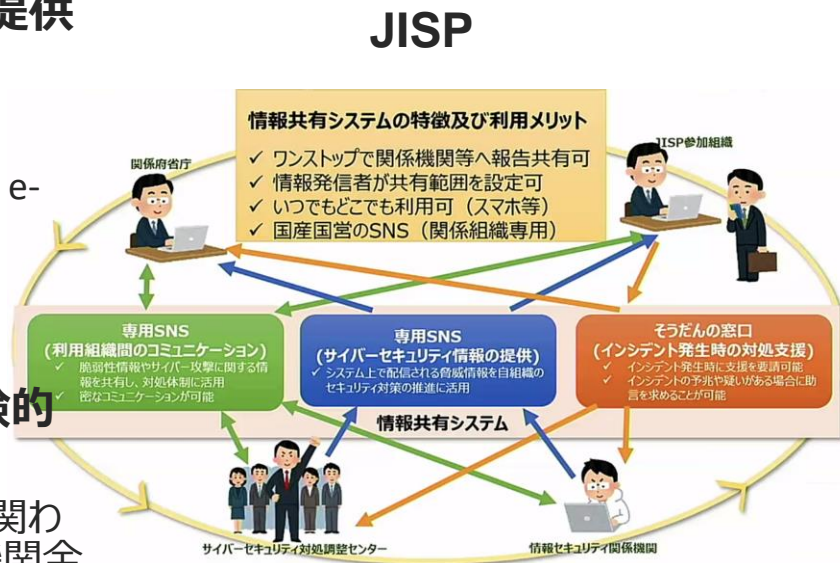 提供
JISP
情報共有システムの特徴及び利用メリット
✓ ワンストップで関係機関等へ報告共有可
✓ 情報発信者が共有範囲を設定可
✓ いつでもどこでも利用可（スマホ等）
✓ 国産国営のSNS（関係組織専用）
関係府省庁
JISP参加組織
e-
専用SNS
(利用組織間のコミュニケーション)
✓ 脆弱性情報やサイバー攻撃に関する情
報を共有し、対処体制に活用
✓ 密なコミュニケーションが可能
専用SNS
(サイバーセキュリティ情報の提供)
✓ システム上で配信される脅威情報を自組織の
セキュリティ対策の推進に活用
そうだんの窓口
(インシデント発生時の対処支援)
✓ インシデント発生時に支援を要請可能
✓ インシデントの予兆や疑いがある場合に助
言を求めることが可能
情報共有システム
的
関わ
サイバーセキュリティ対処調整センター
情報セキュリティ関係機関